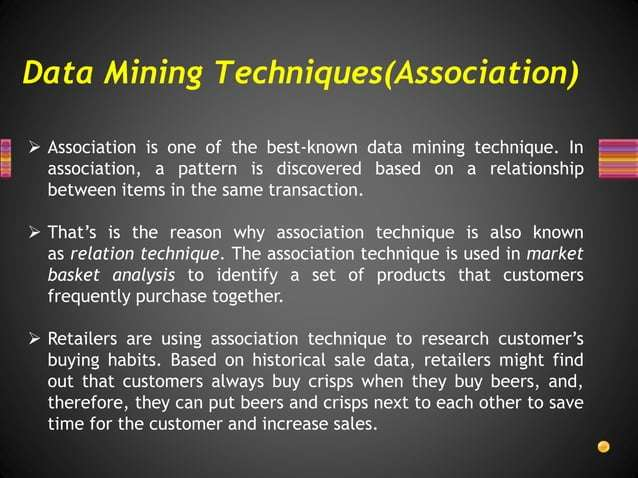 Data Mining Techniques(Association)
➢ Association is one of the best-known data mining technique. In
association, a pattern is discovered based on a relationship
between items in the same transaction.
➢ That’s is the reason why association technique is also known
as relation technique. The association technique is used in market
basket analysis to identify a set of products that customers
frequently purchase together.
➢ Retailers are using association technique to research customer’s
buying habits. Based on historical sale data, retailers might find
out that customers always buy crisps when they buy beers, and,
therefore, they can put beers and crisps next to each other to save
time for the customer and increase sales.